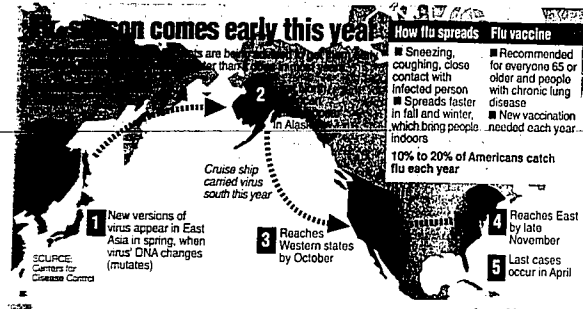 season comes early this year
How flu spreads
■ Sneezing,
coughing, close
contact with
infected person
■ Spreads faster
in fall and winter,
which bring people
indoors
Flu vaccine
■ Recommended
for everyone 65 or
older and people
with chronic lung
disease
■ New vaccination
needed each year
10% to 20% of Americans catch
flu each year
2
in Alaska
Cruise ship
carried virus
south this year
1 New versions of
virus appear in East
Asia in spring, when
virus' DNA changes
(mutates)
3 Reaches
Western states
by October
4 Reaches East
by late
November
5 Last cases
occur in April
SOURCE:
Centers for
Disease Control